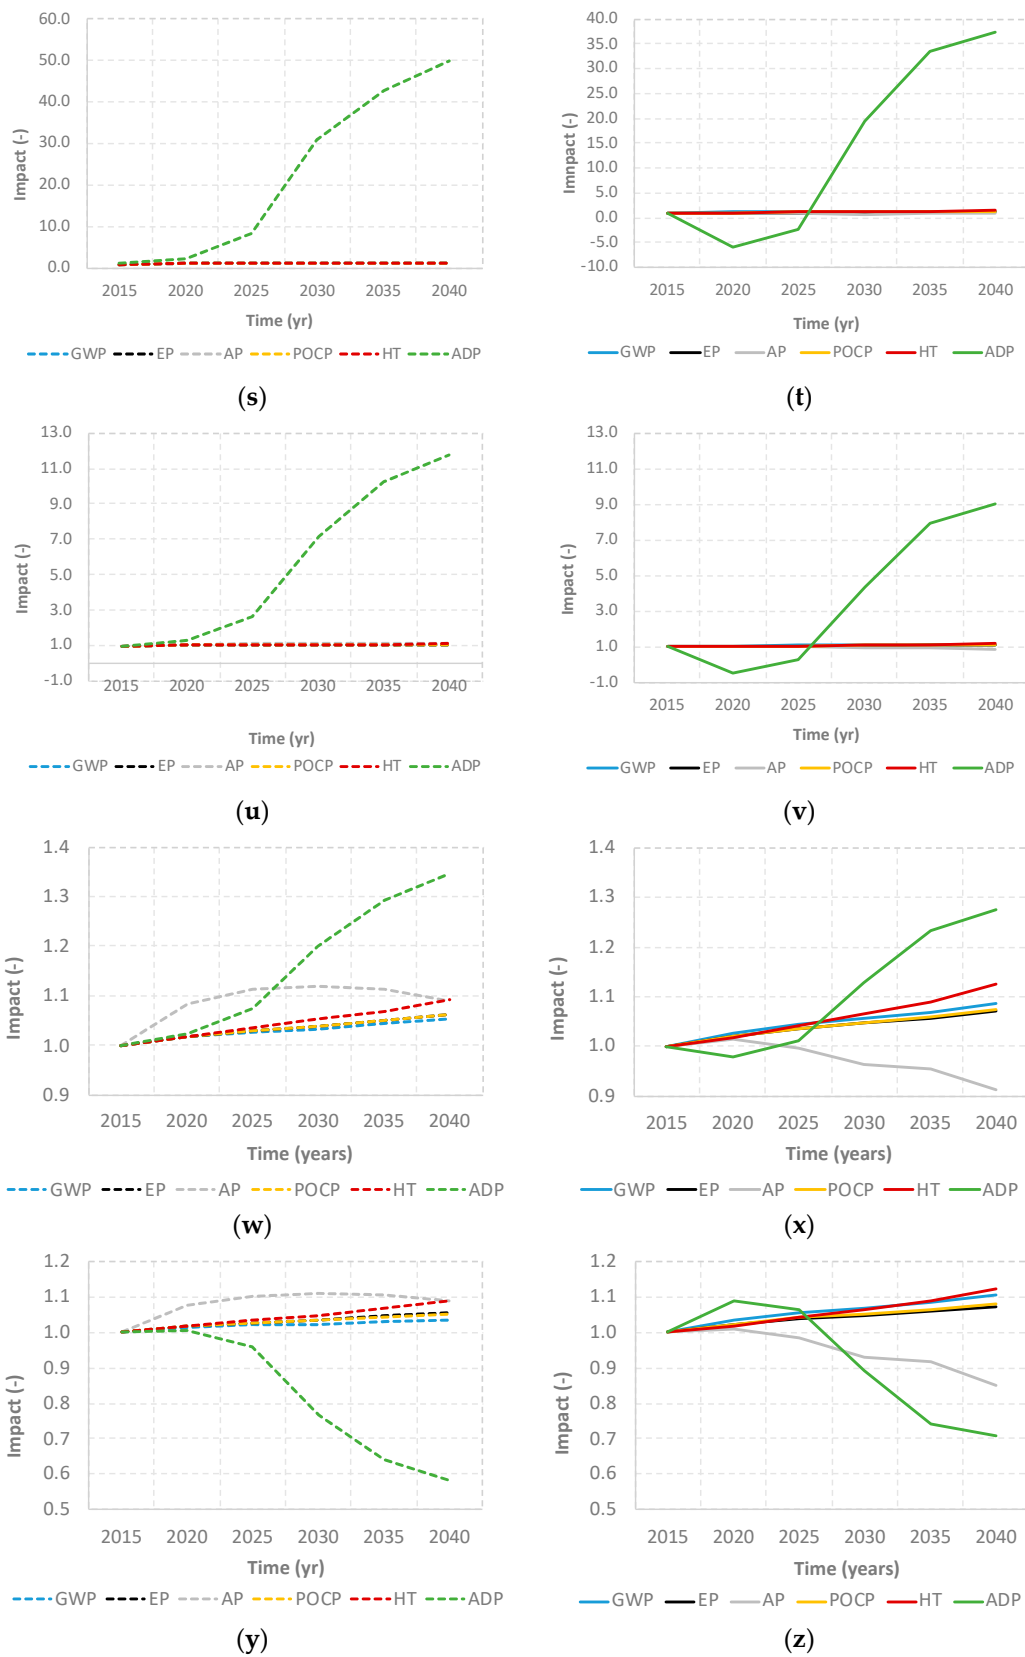 60.0
50.0
40.0
30.0
20.0
10.0
0.0
Impact (-)
2015 2020 2025 2030 2035 2040
Time (yr)
GWP EP AP POCP HT ADP
(s)
40.0
35.0
30.0
25.0
20.0
15.0
10.0
5.0
0.0
-5.0
-10.0
Imnpact (-)
2015 2020 2025 2030 2035 2040
Time (yr)
GWP EP AP POCP HT ADP
(t)
13.0
11.0
9.0
7.0
5.0
3.0
1.0
-1.0
Impact (-)
2015 2020 2025 2030 2035 2040
Time (yr)
GWP EP AP POCP HT ADP
(u)
13.0
11.0
9.0
7.0
5.0
3.0
1.0
-1.0
Impact (-)
2015 2020 2025 2030 2035 2040
Time (yr)
GWP EP AP POCP HT ADP
(v)
1.4
1.3
1.2
1.1
1.0
0.9
Impact (-)
2015 2020 2025 2030 2035 2040
Time (years)
GWP EP AP POCP HT ADP
(w)
1.4
1.3
1.2
1.1
1.0
0.9
Impact (-)
2015 2020 2025 2030 2035 2040
Time (years)
GWP EP AP POCP HT ADP
(x)
1.2
1.1
1.0
0.9
0.8
0.7
0.6
0.5
Impact (-)
2015 2020 2025 2030 2035 2040
Time (yr)
GWP EP AP POCP HT ADP
(y)
1.2
1.1
1.0
0.9
0.8
0.7
0.6
0.5
Impact (-)
2015 2020 2025 2030 2035 2040
Time (years)
GWP EP AP POCP HT ADP
(z)